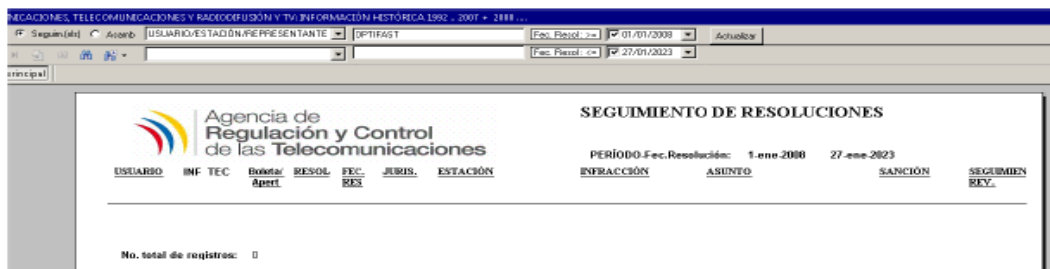 NICACIONES, TELECOMUNICACIONES Y RADIODIFUSIÓN Y TV: INFORMACIÓN HISTÓRICA 1992 .. 2007 + 2008 ...
Seguim.(als) Asamb USUARIO/ESTACIÓN/REPRESENTANTE OPTIFAST Fec. Resol: >= 01/01/2008 Actualizar
Fec. Resol: <= 27/01/2023
rincipal
Agencia de
Regulación y Control
de las Telecomunicaciones
SEGUIMIENTO DE RESOLUCIONES
PERÍODO-Fec.Resolución: 1-ene-2008 27-ene-2023
USUARIO INF TEC Boleta/ RESOL FEC. JURIS. ESTACIÓN INFRACCIÓN ASUNTO SANCIÓN SEGUIMIEN
Apert RES REV..
No. total de registros: 0